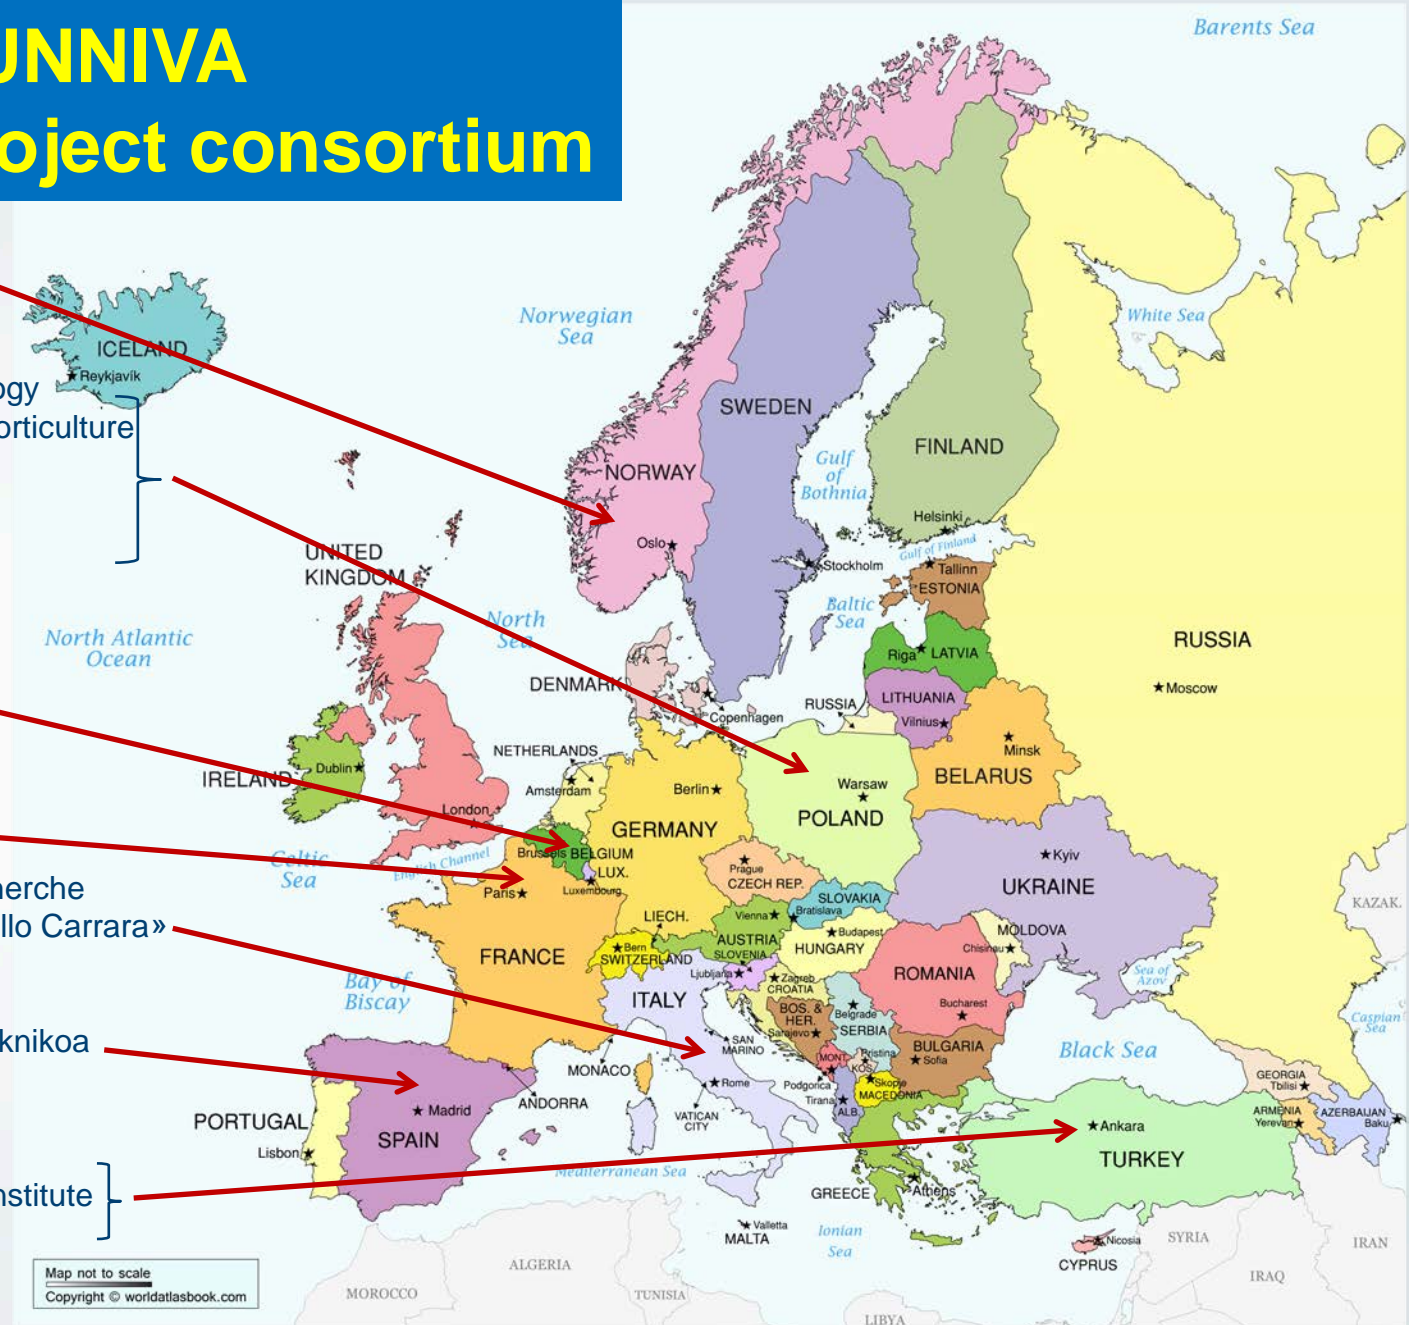 UNNIVA
oject consortium
Barents Sea
Norwegian
Sea
White Sea
ICELAND
Reykjavík
ogy
orticulture
SWEDEN
FINLAND
NORWAY
Gulf
of
Bothnia
Helsinki
Oslo
Gulf of Finland
Stockholm
Tallinn
ESTONIA
UNITED
KINGDOM
North
Sea
Baltic
Sea
North Atlantic
Ocean
RUSSIA
Riga
LATVIA
DENMARK
Copenhagen
RUSSIA
LITHUANIA
Vilnius
Moscow
NETHERLANDS
Minsk
BELARUS
IRELAND
Dublin
Amsterdam
Berlin
Warsaw
POLAND
London
GERMANY
English Channel
Brussels
BELGIUM
LUX.
Luxembourg
Celtic
Sea
Prague
CZECH REP.
Kyiv
UKRAINE
Paris
herche
llo Carrara»
SLOVAKIA
Bratislava
LIECH.
Vienna
AUSTRIA
Budapest
HUNGARY
MOLDOVA
Chisinau
KAZAK.
FRANCE
Bern
SWITZERLAND
SLOVENIA
Ljubljana
Zagreb
CROATIA
ROMANIA
Bucharest
Sea of
Azov
Bay of
Biscay
ITALY
BOS. &
HER.
Sarajevo
Belgrade
SERBIA
Caspian
Sea
knikoa
SAN
MARINO
MONT.
Pristina
KOS.
BULGARIA
Sofia
Black Sea
MONACO
Rome
Podgorica
Skopje
MACEDONIA
Tirana
ALB.
GEORGIA
Tbilisi
ANDORRA
VATICAN
CITY
PORTUGAL
Madrid
SPAIN
Lisbon
Ankara
TURKEY
ARMENIA
Yerevan
AZERBAIJAN
Baku
Mediterranean Sea
nstitute
GREECE
Athens
Valletta
MALTA
Ionian
Sea
Nicosia
CYPRUS
SYRIA
IRAN
IRAQ
ALGERIA
MOROCCO
TUNISIA
LIBYA
Map not to scale
Copyright © worldatlasbook.com